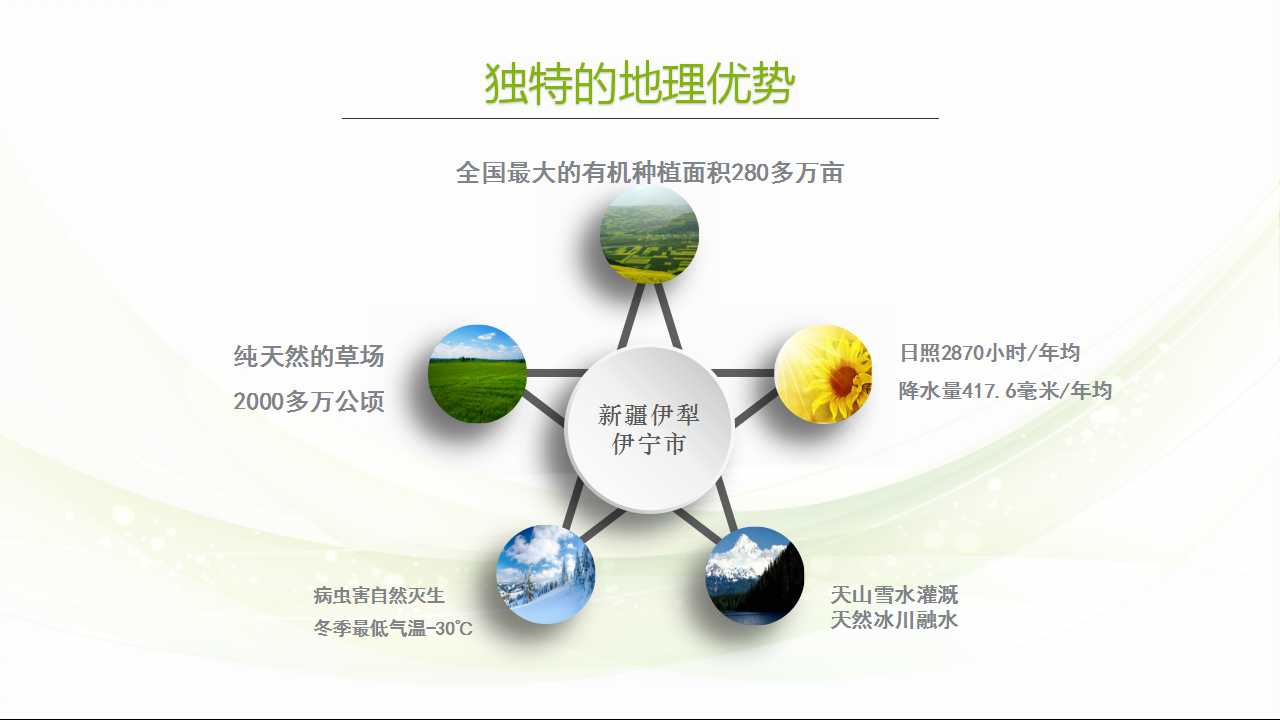 独特的地理优势
全国最大的有机种植面积280多万亩
纯天然的草场
2000多万公顷
日照2870小时/年均
降水量417.6毫米/年均
新疆伊犁
伊宁市
病虫害自然灭生
冬季最低气温-30℃
天山雪水灌溉
天然冰川融水